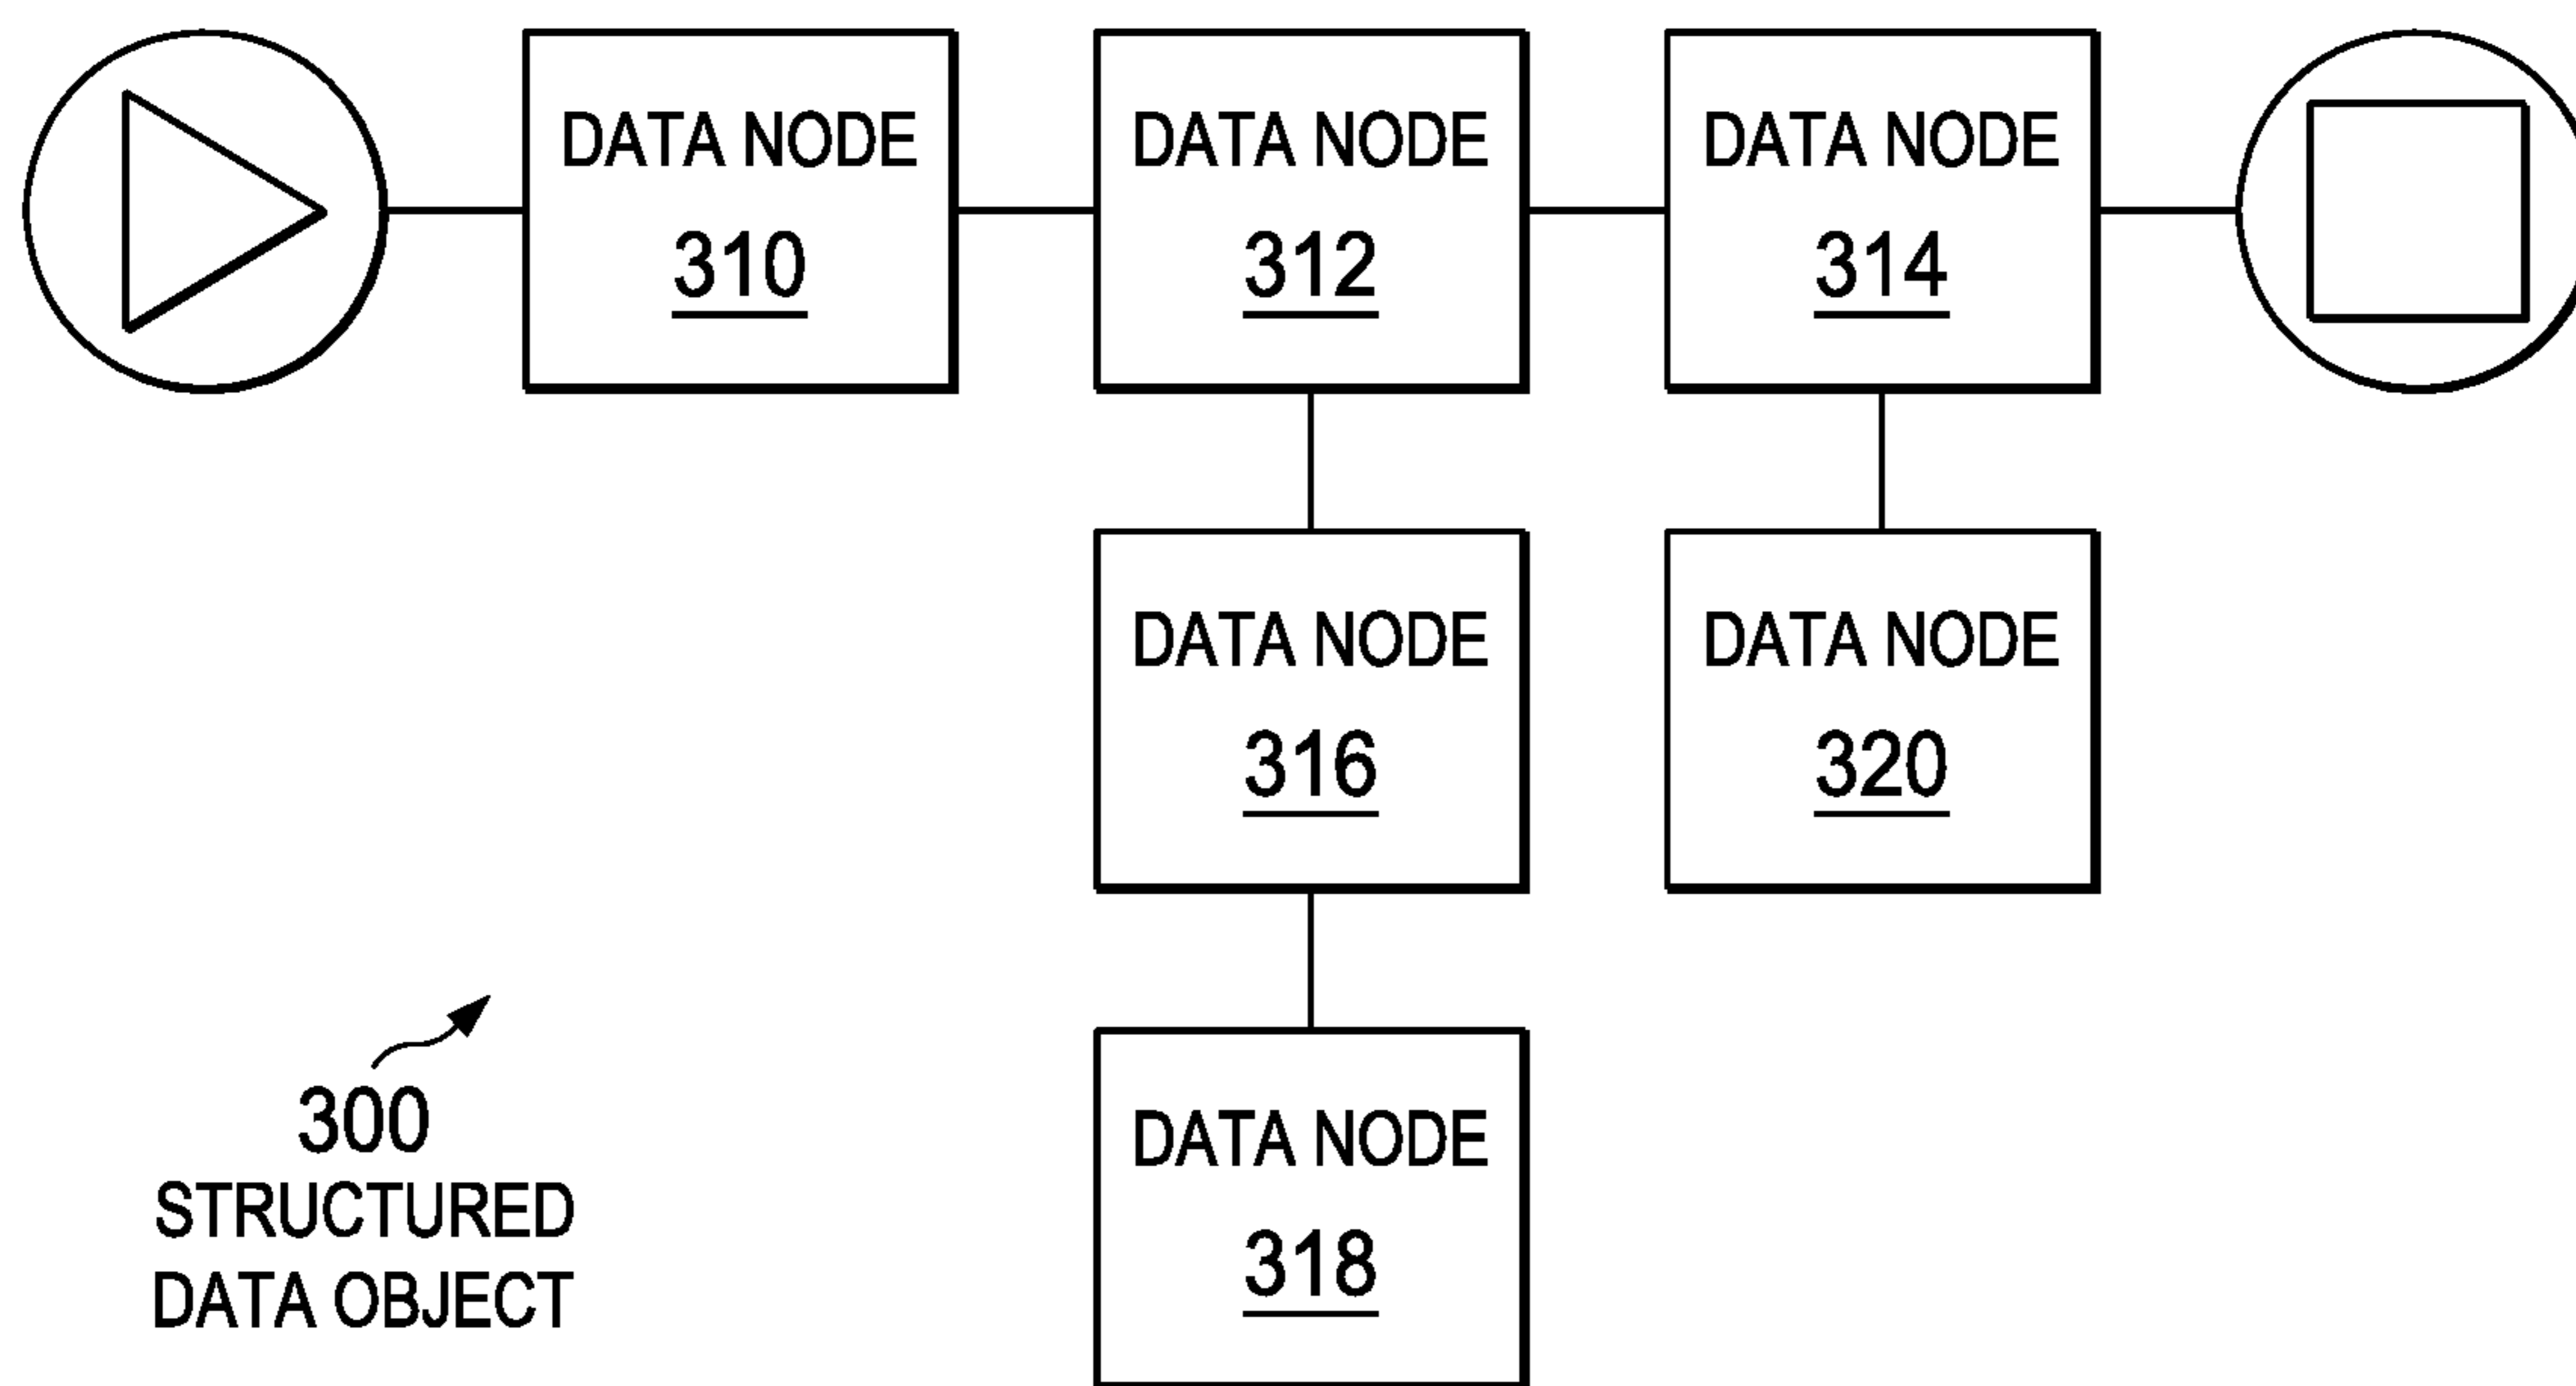 DATA NODE
310
DATA NODE
312
DATA NODE
314
DATA NODE
316
DATA NODE
320
DATA NODE
318
300
STRUCTURED
DATA OBJECT